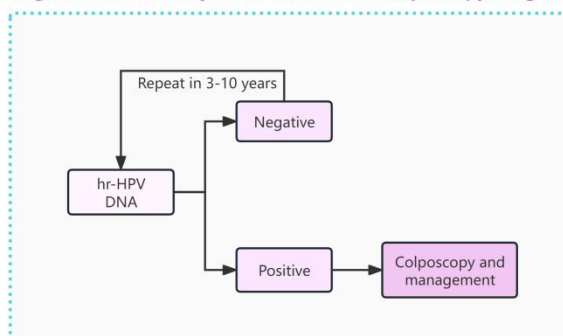 Repeat in 3-10 years
Negative
hr-HPV
DNA
Positive
Colposcopy and
management